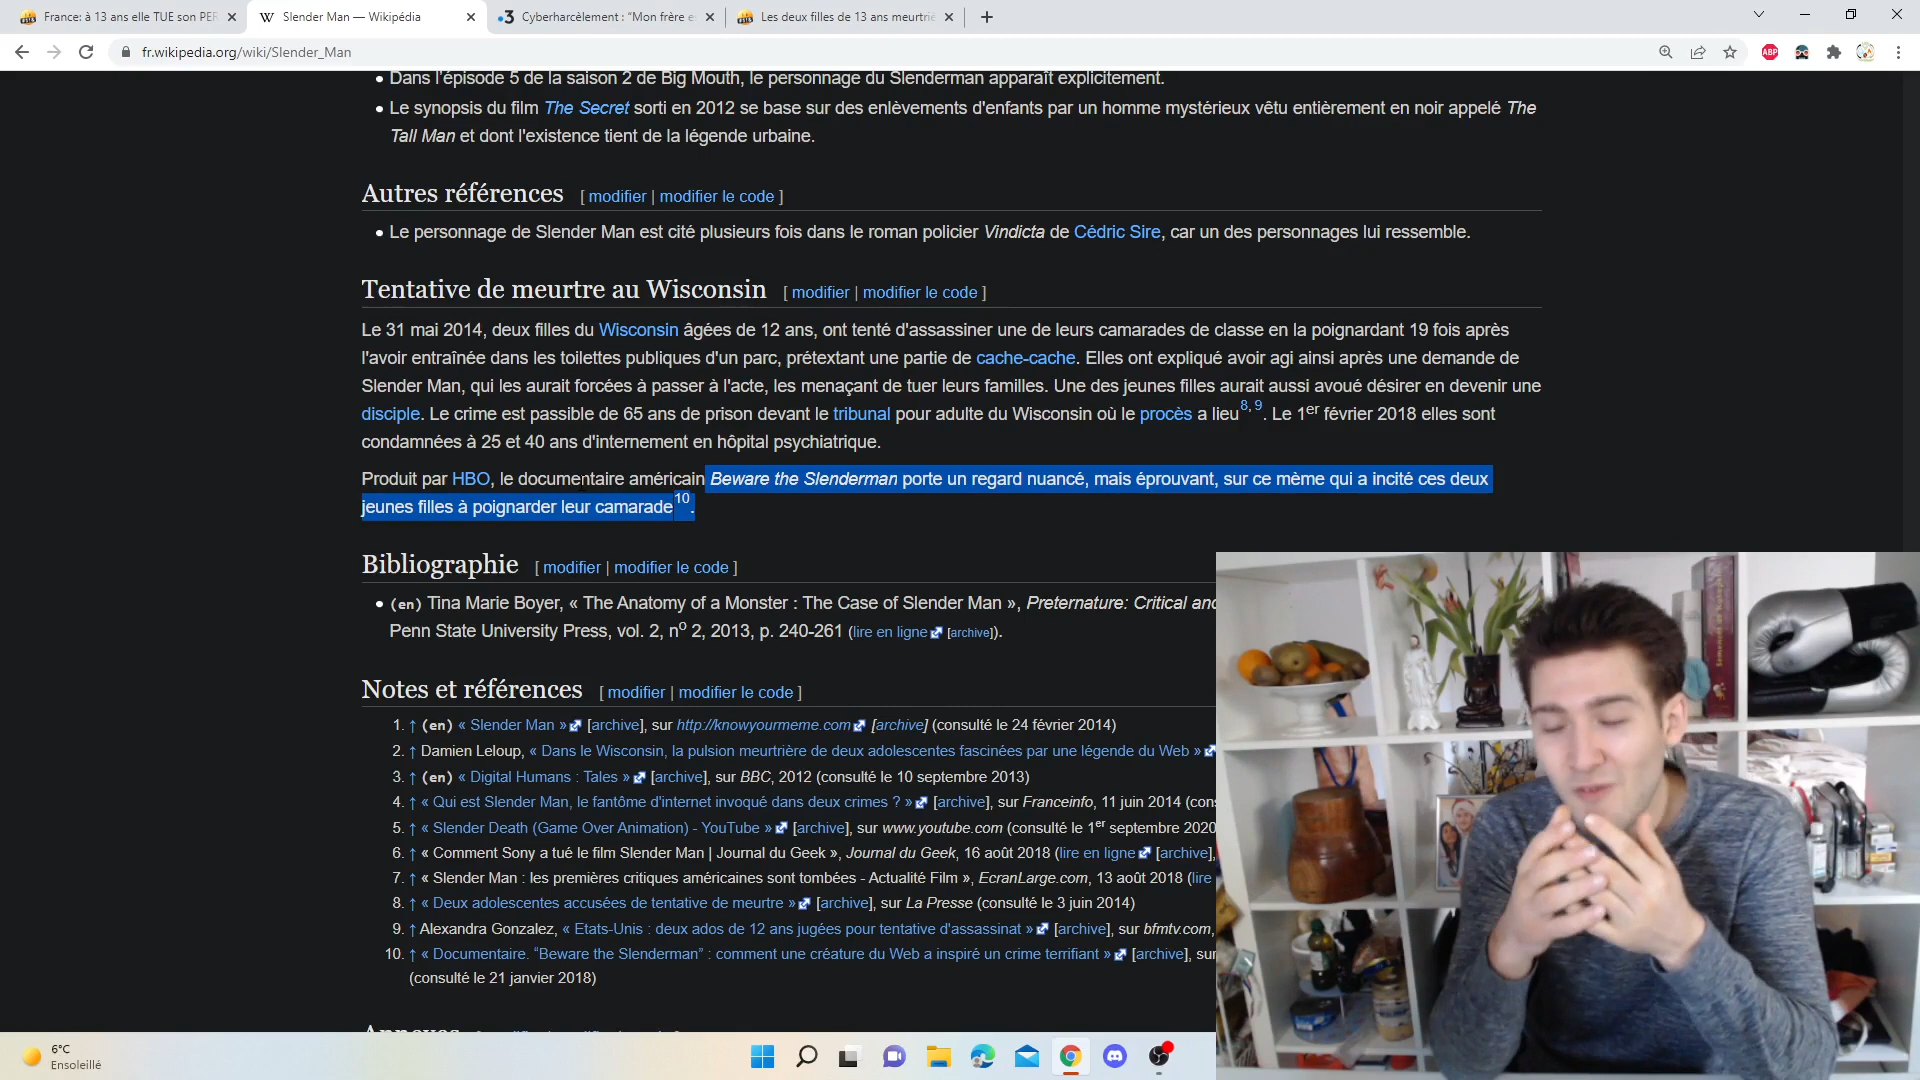 France: à 13 ans elle TUE son PER
Slender Man — Wikipédia
Cyberharcèlement : "Mon frère e
Les deux filles de 13 ans meurtriè
fr.wikipedia.org/wiki/Slender_Man
ABP
Dans l'épisode 5 de la saison 2 de Big Mouth, le personnage du Slenderman apparaît explicitement.
Le synopsis du film The Secret sorti en 2012 se base sur des enlèvements d'enfants par un homme mystérieux vêtu entièrement en noir appelé The
Tall Man et dont l'existence tient de la légende urbaine.
Autres références [ modifier | modifier le code ]
Le personnage de Slender Man est cité plusieurs fois dans le roman policier Vindicta de Cédric Sire, car un des personnages lui ressemble.
Tentative de meurtre au Wisconsin [ modifier | modifier le code ]
Le 31 mai 2014, deux filles du Wisconsin âgées de 12 ans, ont tenté d'assassiner une de leurs camarades de classe en la poignardant 19 fois après
l'avoir entraînée dans les toilettes publiques d'un parc, prétextant une partie de cache-cache. Elles ont expliqué avoir agi ainsi après une demande de
Slender Man, qui les aurait forcées à passer à l'acte, les menaçant de tuer leurs familles. Une des jeunes filles aurait aussi avoué désirer en devenir une
disciple. Le crime est passible de 65 ans de prison devant le tribunal pour adulte du Wisconsin où le procès a lieu8, 9. Le 1er février 2018 elles sont
condamnées à 25 et 40 ans d'internement en hôpital psychiatrique.
Produit par HBO, le documentaire américain Beware the Slenderman porte un regard nuancé, mais éprouvant, sur ce mème qui a incité ces deux
jeunes filles à poignarder leur camarade10.
Bibliographie [ modifier | modifier le code ]
(en) Tina Marie Boyer, « The Anatomy of a Monster : The Case of Slender Man », Preternature: Critical and
Penn State University Press, vol. 2, no 2, 2013, p. 240-261 (lire en ligne [archive]).
Notes et références [ modifier | modifier le code ]
1. ↑ (en) « Slender Man » [archive], sur http://knowyourmeme.com [archive] (consulté le 24 février 2014)
2. ↑ Damien Leloup, « Dans le Wisconsin, la pulsion meurtrière de deux adolescentes fascinées par une légende du Web »
3. ↑ (en) « Digital Humans : Tales » [archive], sur BBC, 2012 (consulté le 10 septembre 2013)
4. ↑ « Qui est Slender Man, le fantôme d'internet invoqué dans deux crimes ? » [archive], sur Franceinfo, 11 juin 2014 (cons
5. ↑ « Slender Death (Game Over Animation) - YouTube » [archive], sur www.youtube.com (consulté le 1er septembre 2020
6. ↑ « Comment Sony a tué le film Slender Man | Journal du Geek », Journal du Geek, 16 août 2018 (lire en ligne [archive],
7. ↑ « Slender Man : les premières critiques américaines sont tombées - Actualité Film », EcranLarge.com, 13 août 2018 (lire
8. ↑ « Deux adolescentes accusées de tentative de meurtre » [archive], sur La Presse (consulté le 3 juin 2014)
9. ↑ Alexandra Gonzalez, « Etats-Unis : deux ados de 12 ans jugées pour tentative d'assassinat » [archive], sur bfmtv.com,
10. ↑ « Documentaire. "Beware the Slenderman" : comment une créature du Web a inspiré un crime terrifiant » [archive], sur
(consulté le 21 janvier 2018)
6°C
Ensoleillé